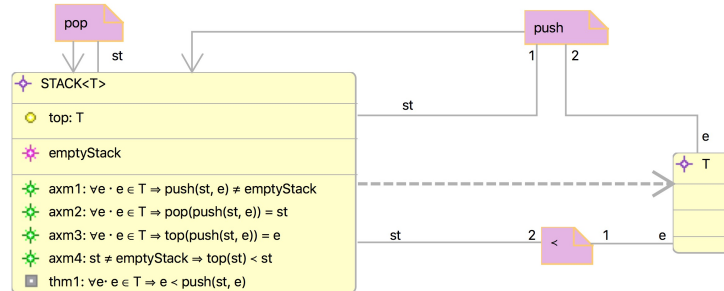 pop
push
st
1
2
STACK<T>
st
top: T
e
emptyStack
T
axm1: ∀e · e ∈ T ⇒ push(st, e) ≠ emptyStack
axm2: ∀e · e ∈ T ⇒ pop(push(st, e)) = st
axm3: ∀e · e ∈ T ⇒ top(push(st, e)) = e
st
2
<
1
e
axm4: st ≠ emptyStack ⇒ top(st) < st
thm1: ∀e· e ∈ T ⇒ e < push(st, e)